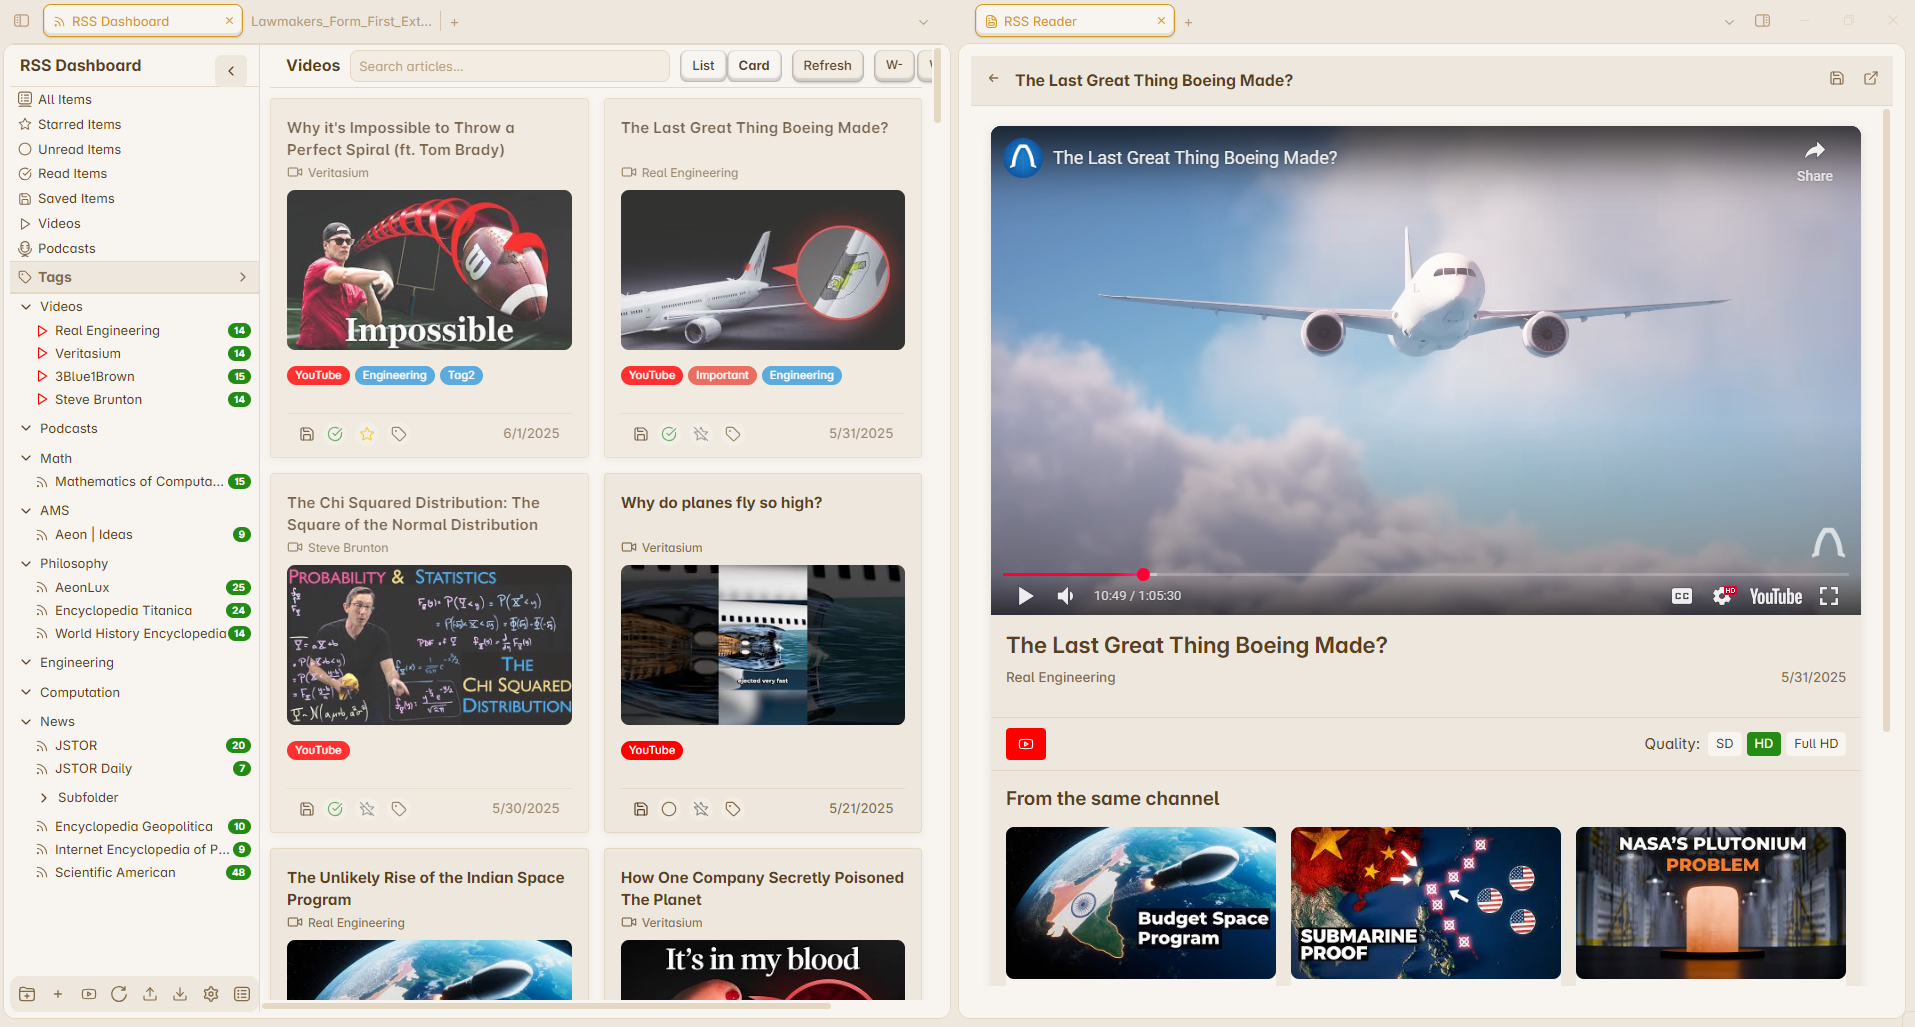 RSS Dashboard
Lawmakers_Form_First_Ext...
RSS Reader
RSS Dashboard
All Items
Starred Items
Unread Items
Read Items
Saved Items
Videos
Podcasts
Tags
Videos
Real Engineering 14
Veritasium 14
3Blue1Brown 15
Steve Brunton 14
Podcasts
Math
Mathematics of Computa... 15
AMS
Aeon | Ideas 9
Philosophy
AeonLux 25
Encyclopedia Titanica 24
World History Encyclopedia 14
Engineering
Computation
News
JSTOR 20
JSTOR Daily 7
Subfolder
Encyclopedia Geopolitica 10
Internet Encyclopedia of P... 9
Scientific American 48
Videos
Search articles...
List
Card
Refresh
W-
Why it's Impossible to Throw a
Perfect Spiral (ft. Tom Brady)
Veritasium
Impossible
YouTube Engineering Tag2
6/1/2025
The Last Great Thing Boeing Made?
Real Engineering
YouTube Important Engineering
5/31/2025
The Chi Squared Distribution: The
Square of the Normal Distribution
Steve Brunton
PROBABILITY & STATISTICS
THE
CHI SQUARED
DISTRIBUTION
YouTube
5/30/2025
Why do planes fly so high?
Veritasium
ejected very fast
YouTube
5/21/2025
The Unlikely Rise of the Indian Space
Program
Real Engineering
How One Company Secretly Poisoned
The Planet
Veritasium
It's in my blood
The Last Great Thing Boeing Made?
The Last Great Thing Boeing Made?
Share
10:49 / 1:05:30
CC
HD
YouTube
The Last Great Thing Boeing Made?
Real Engineering
5/31/2025
Quality: SD HD Full HD
From the same channel
Budget Space
Program
SUBMARINE
PROOF
NASA'S PLUTONIUM
PROBLEM